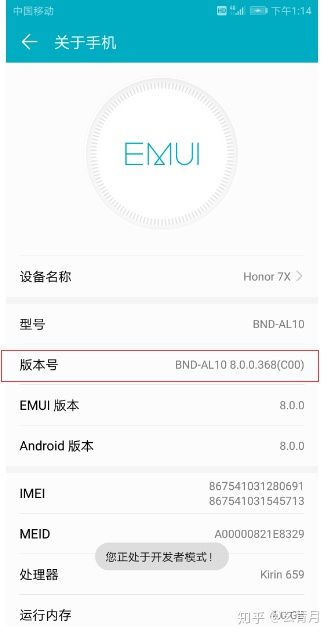 中国移动 HD 4G 下午1:14
关于手机
EMUI
设备名称 Honor 7X
型号 BND-AL10
版本号 BND-AL10 8.0.0.368(C00)
EMUI 版本 8.0.0
Android 版本 8.0.0
IMEI 867541031280691
867541031545713
MEID A00000821E8329
您正处于开发者模式！
处理器 Kirin 659
运行内存
知乎